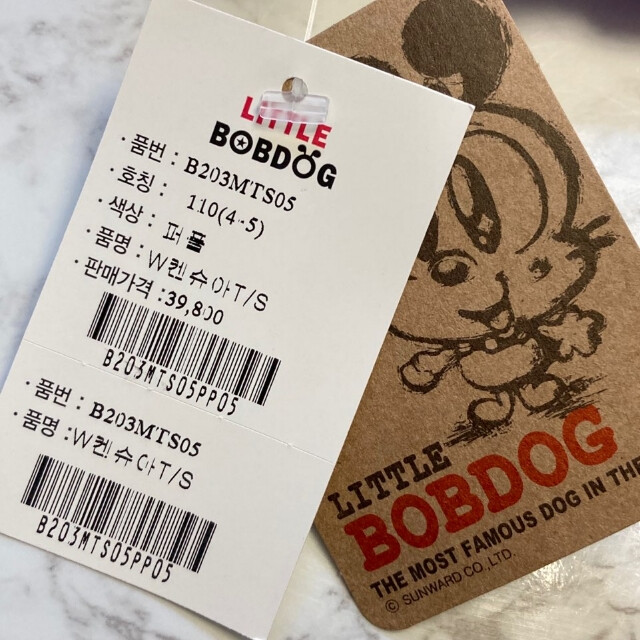 LITTLE
BOBDOG
· 품번 : B203MTS05
· 호칭 : 110(4-5)
· 색상 : 퍼플
· 품명 : W켄슈아T/S
· 판매가격 :39,800
B203MTS05PP05
· 품번 : B203MTS05
· 품명 :W켄슈아T/S
B203MTS05PP05
LITTLE
BOBDOG
THE MOST FAMOUS DOG IN THE
© SUNWARD CO.,LTD.